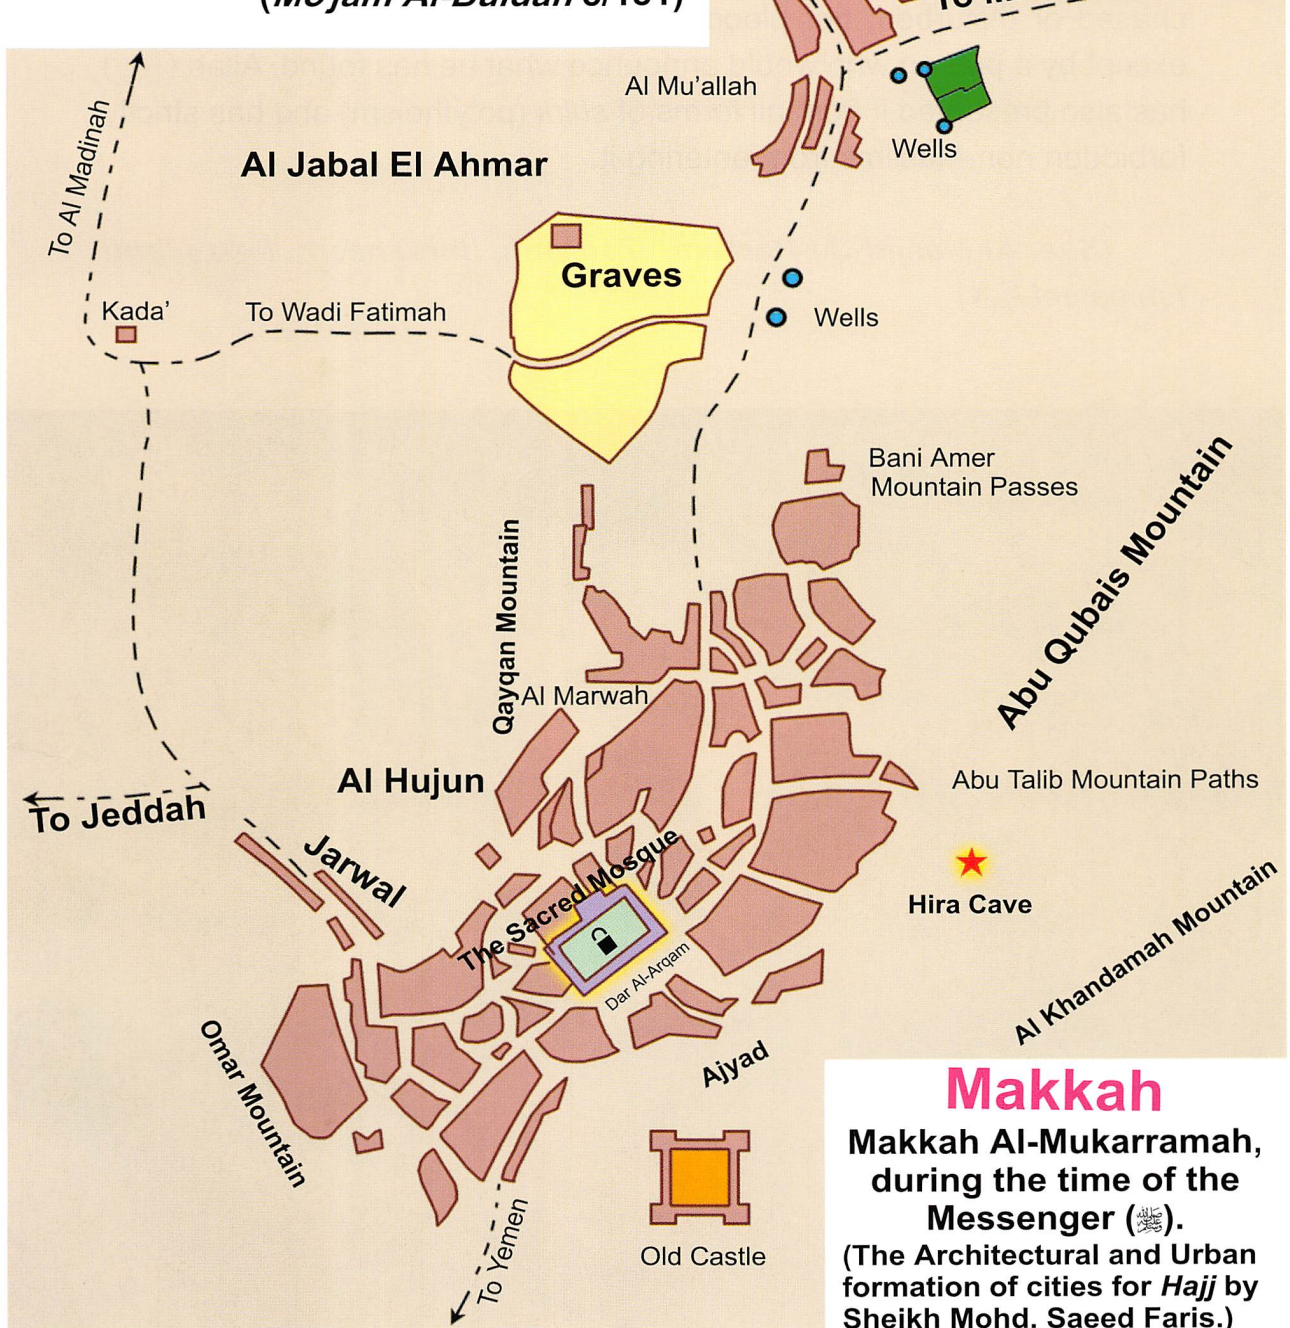 To Al Madinah
Al Mu’allah
Wells
Al Jabal El Ahmar
Graves
Kada’
To Wadi Fatimah
Wells
Bani Amer
Mountain Passes
Abu Qubais Mountain
Qayqan Mountain
Al Marwah
Al Hujun
Abu Talib Mountain Paths
To Jeddah
Jarwal
The Sacred Mosque
Hira Cave
Al Khandamah Mountain
Dar Al-Arqam
Omar Mountain
Ajyad
Old Castle
To Yemen
Makkah
Makkah Al-Mukarramah,
during the time of the
Messenger (ﷺ).
(The Architectural and Urban
formation of cities for Hajj by
Sheikh Mohd. Saeed Faris.)